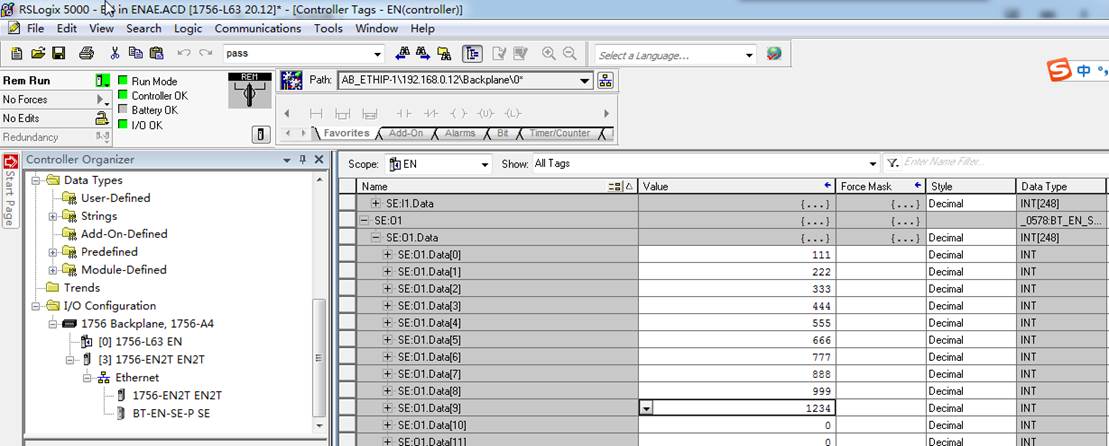 RSLogix 5000 - in ENAE.ACD [1756-L63 20.12]* - [Controller Tags - EN(controller)]
File Edit View Search Logic Communications Tools Window Help
pass
Select a Language...
中
Rem Run
Run Mode
REM
Path: AB_ETHIP-1\192.168.0.12\Backplane\0*
No Forces
Controller OK
Battery OK
No Edits
I/O OK
Redundancy
Favorites Add-On Alarms Bit Timer/Counter
Start Page
Controller Organizer
Scope: EN Show: All Tags
Enter Name Filter...
Data Types
User-Defined
Strings
Add-On-Defined
Predefined
Module-Defined
Trends
I/O Configuration
1756 Backplane, 1756-A4
[0] 1756-L63 EN
[3] 1756-EN2T EN2T
Ethernet
1756-EN2T EN2T
BT-EN-SE-P SE
Name Value Force Mask Style Data Type
SE:I1.Data {...} {...} Decimal INT[248]
SE:O1 {...} {...} _0578:BT_EN_S...
SE:O1.Data {...} {...} Decimal INT[248]
SE:O1.Data[0] 111 Decimal INT
SE:O1.Data[1] 222 Decimal INT
SE:O1.Data[2] 333 Decimal INT
SE:O1.Data[3] 444 Decimal INT
SE:O1.Data[4] 555 Decimal INT
SE:O1.Data[5] 666 Decimal INT
SE:O1.Data[6] 777 Decimal INT
SE:O1.Data[7] 888 Decimal INT
SE:O1.Data[8] 999 Decimal INT
SE:O1.Data[9] 1234 Decimal INT
SE:O1.Data[10] 0 Decimal INT
SE:O1.Data[11] 0 Decimal INT